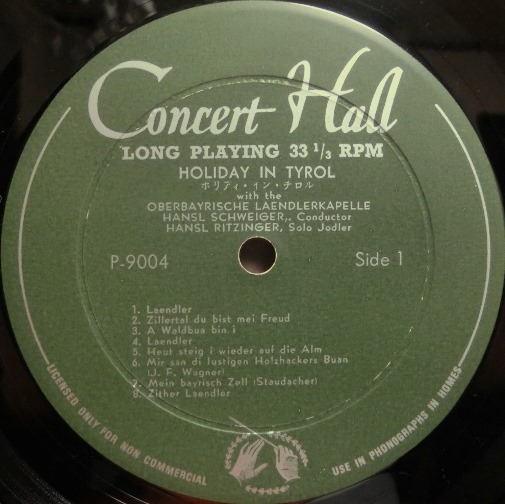 Concert Hall
LONG PLAYING 33 1/3 RPM
HOLIDAY IN TYROL
ホリディ・イン・チロル
with the
OBERBAYRISCHE LAENDLERKAPELLE
HANSL SCHWEIGER,. Conductor
HANSL RITZINGER, Solo Jodler
P-9004 Side 1
1. Laendler
2. Zillertal du bist mei Freud
3. A Waldbua bin i
4. Laendler
5. Heut steig i wieder auf die Alm
6. Mir san di lustigen Holzhackers Buan
(J. F. Wagner)
7. Mein bayrisch Zell (Staudacher)
8. Zither Laendler
LICENSED ONLY FOR NON COMMERCIAL
USE IN PHONOGRAPHS IN HOMES